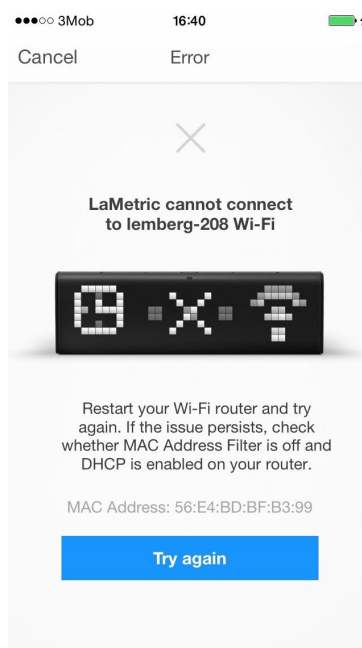 3Mob 16:40
Cancel Error
LaMetric cannot connect
to lemberg-208 Wi-Fi
Restart your Wi-Fi router and try
again. If the issue persists, check
whether MAC Address Filter is off and
DHCP is enabled on your router.
MAC Address: 56:E4:BD:BF:B3:99
Try again